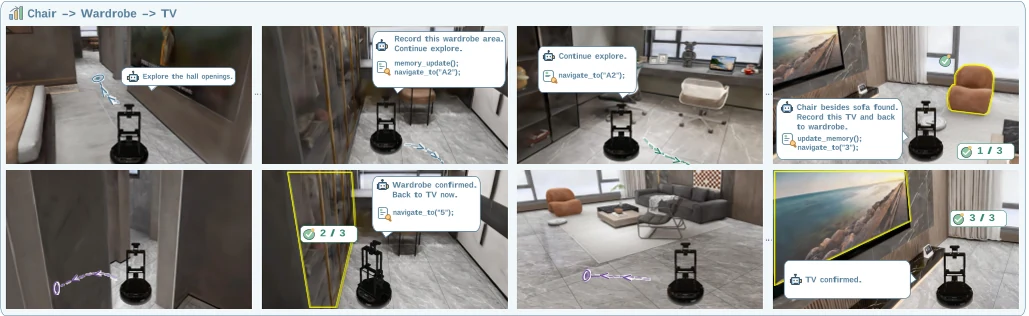 Chair -> Wardrobe -> TV
Explore the hall openings.
Record this wardrobe area.
Continue explore.
memory_update();
navigate_to("A2");
Continue explore.
navigate_to("A2");
Chair besides sofa found.
Record this TV and back
to wardrobe.
update_memory();
navigate_to("3");
1 / 3
Wardrobe confirmed.
Back to TV now.
navigate_to("5");
2 / 3
3 / 3
TV confirmed.